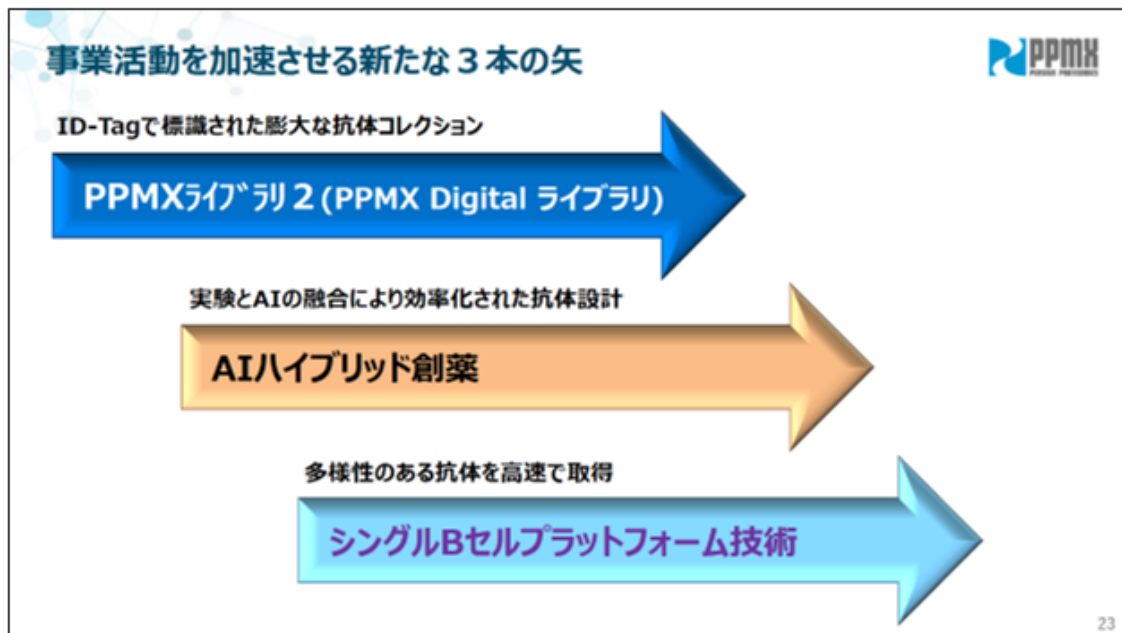 事業活動を加速させる新たな３本の矢
PPMX
ID-Tagで標識された膨大な抗体コレクション
PPMXﾗｲﾌﾞﾗﾘ２(PPMX Digital ライブラリ)
実験とAIの融合により効率化された抗体設計
AIハイブリッド創薬
多様性のある抗体を高速で取得
シングルBセルプラットフォーム技術
23